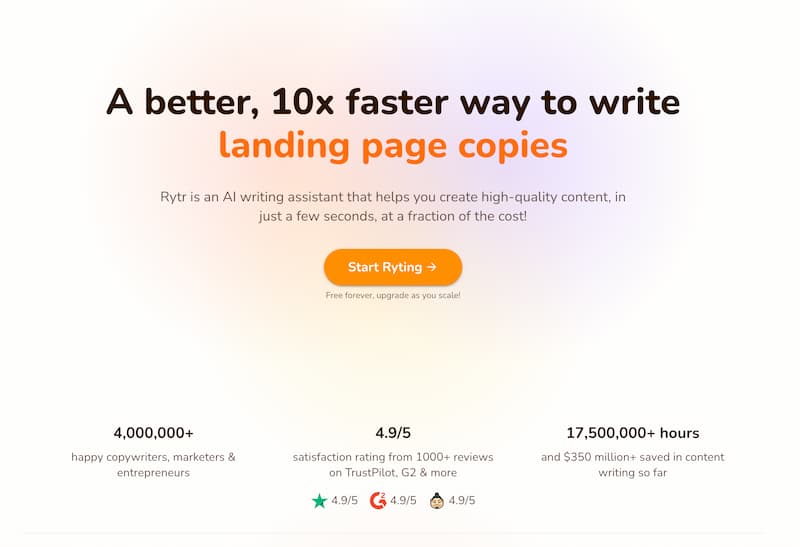 A better, 10x faster way to write
landing page copies
Rytr is an AI writing assistant that helps you create high-quality content, in
just a few seconds, at a fraction of the cost!
Start Ryting →
Free forever, upgrade as you scale!
4,000,000+
happy copywriters, marketers &
entrepreneurs
4.9/5
satisfaction rating from 1000+ reviews
on TrustPilot, G2 & more
4.9/5 4.9/5 4.9/5
17,500,000+ hours
and $350 million+ saved in content
writing so far